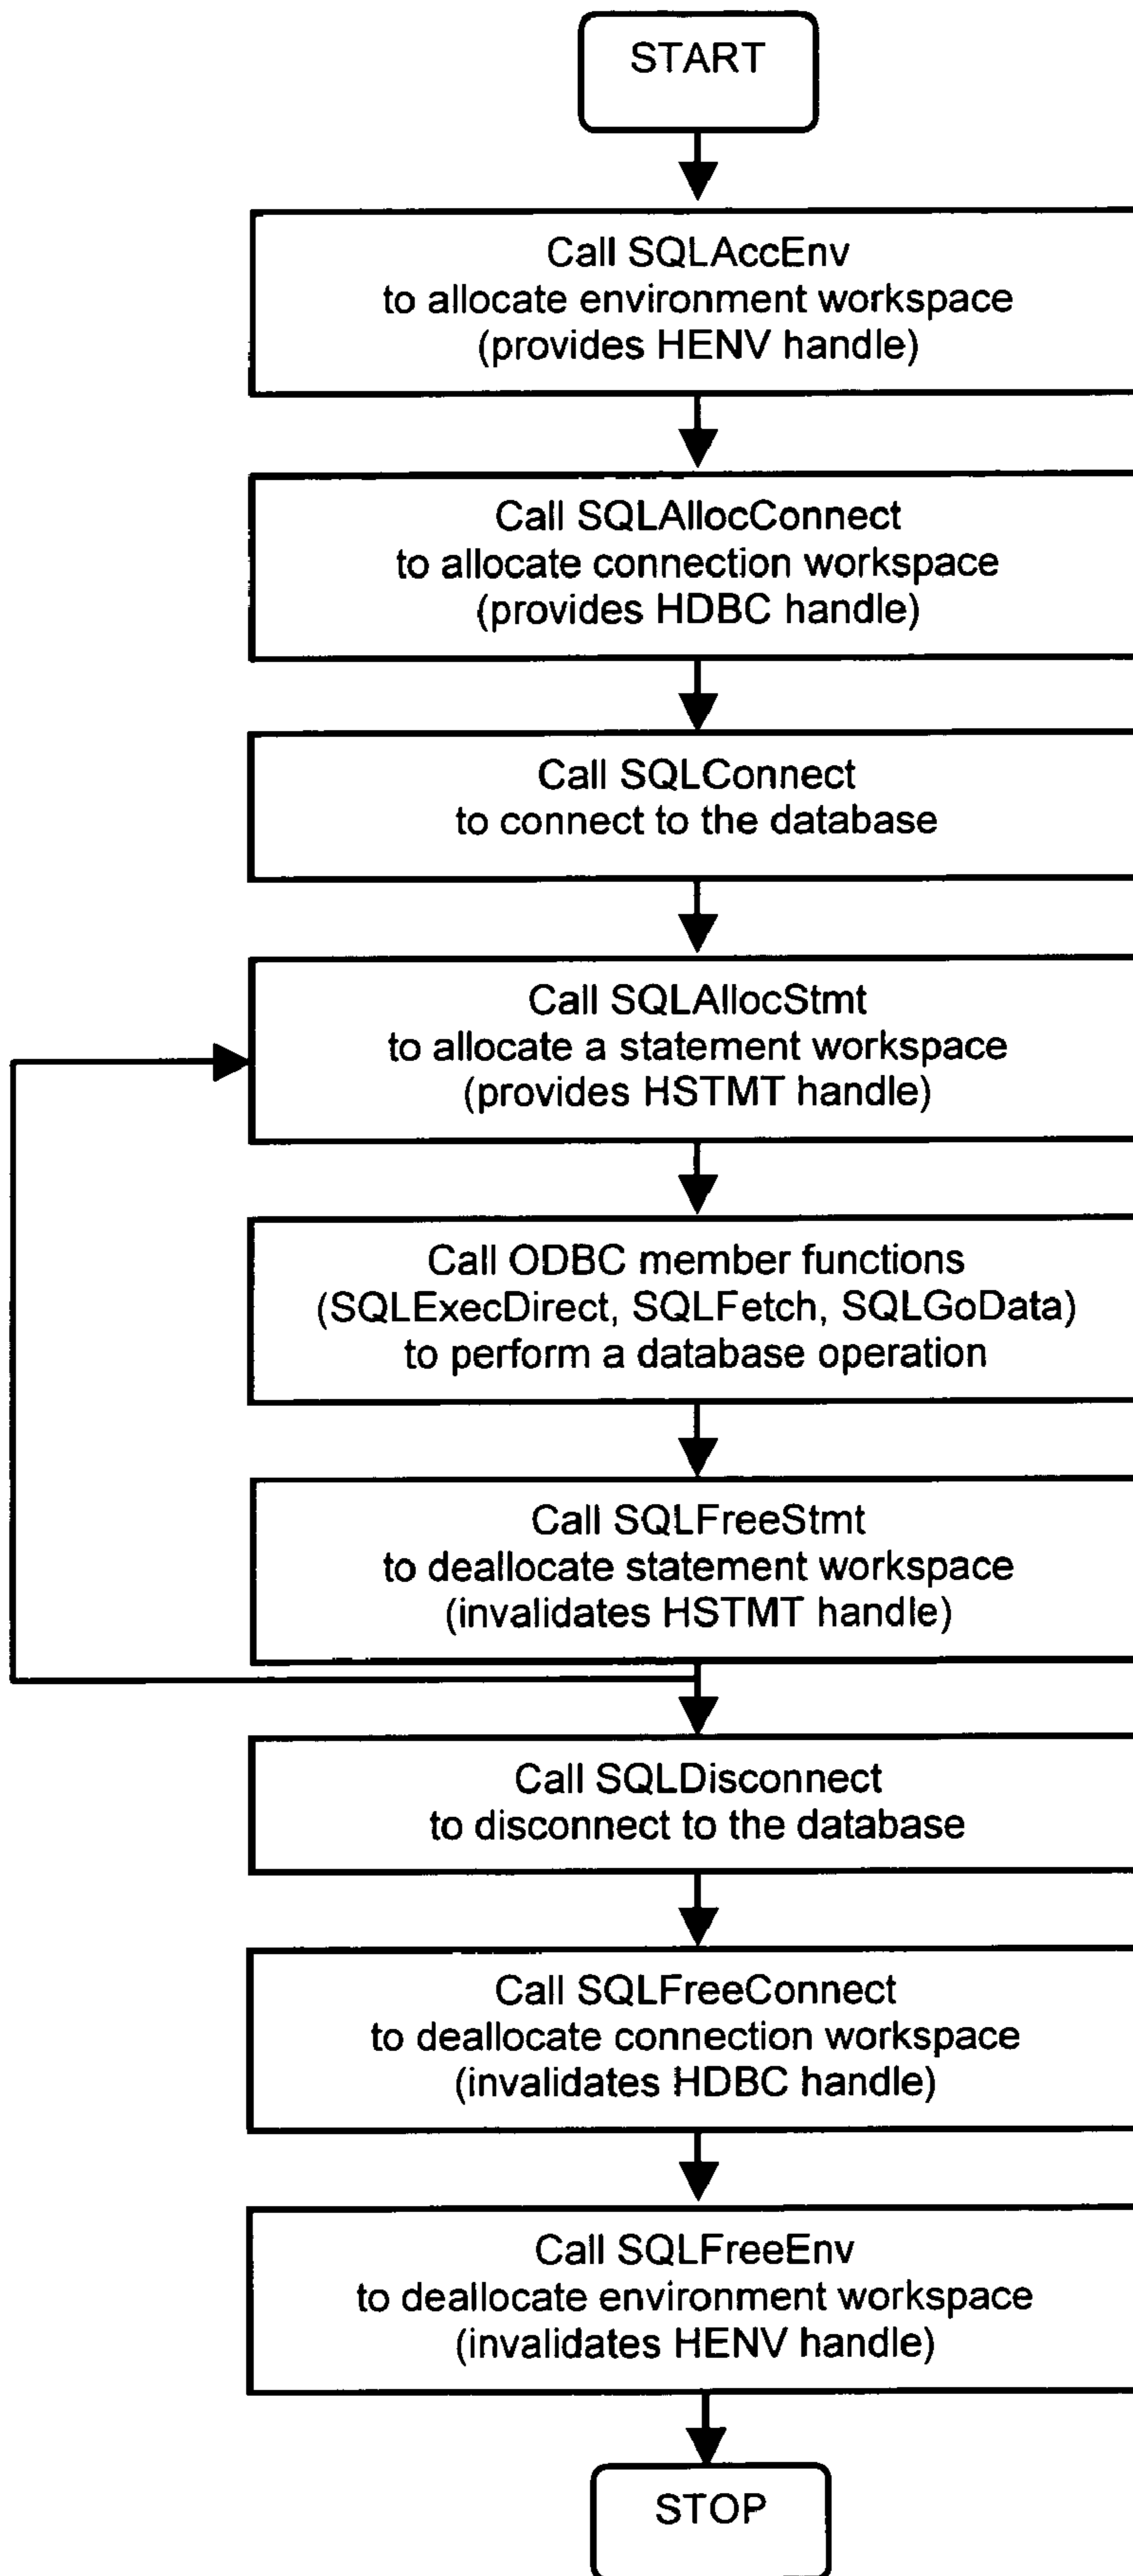 START
Call SQLAccEnv
to allocate environment workspace
(provides HENV handle)
Call SQLAllocConnect
to allocate connection workspace
(provides HDBC handle)
Call SQLConnect
to connect to the database
Call SQLAllocStmt
to allocate a statement workspace
(provides HSTMT handle)
Call ODBC member functions
(SQLExecDirect, SQLFetch, SQLGoData)
to perform a database operation
Call SQLFreeStmt
to deallocate statement workspace
(invalidates HSTMT handle)
Call SQLDisconnect
to disconnect to the database
Call SQLFreeConnect
to deallocate connection workspace
(invalidates HDBC handle)
Call SQLFreeEnv
to deallocate environment workspace
(invalidates HENV handle)
STOP